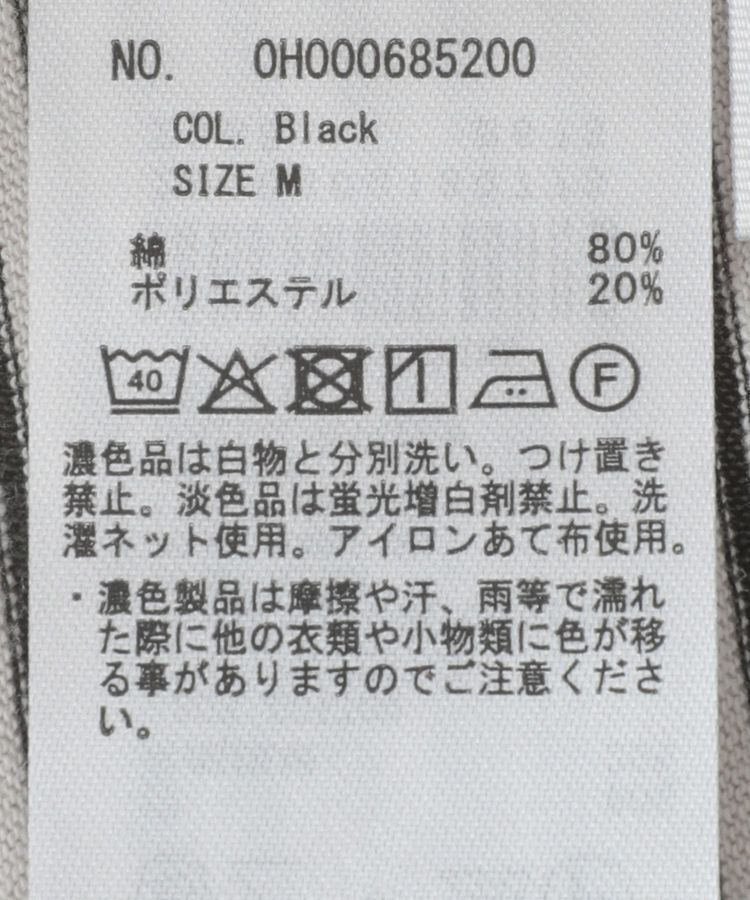 NO. 0H000685200
COL. Black
SIZE M
綿 80%
ポリエステル 20%
40 F
濃色品は白物と分別洗い。つけ置き
禁止。淡色品は蛍光増白剤禁止。洗
濯ネット使用。アイロンあて布使用。
・濃色製品は摩擦や汗、雨等で濡れ
た際に他の衣類や小物類に色が移
る事がありますのでご注意くださ
い。